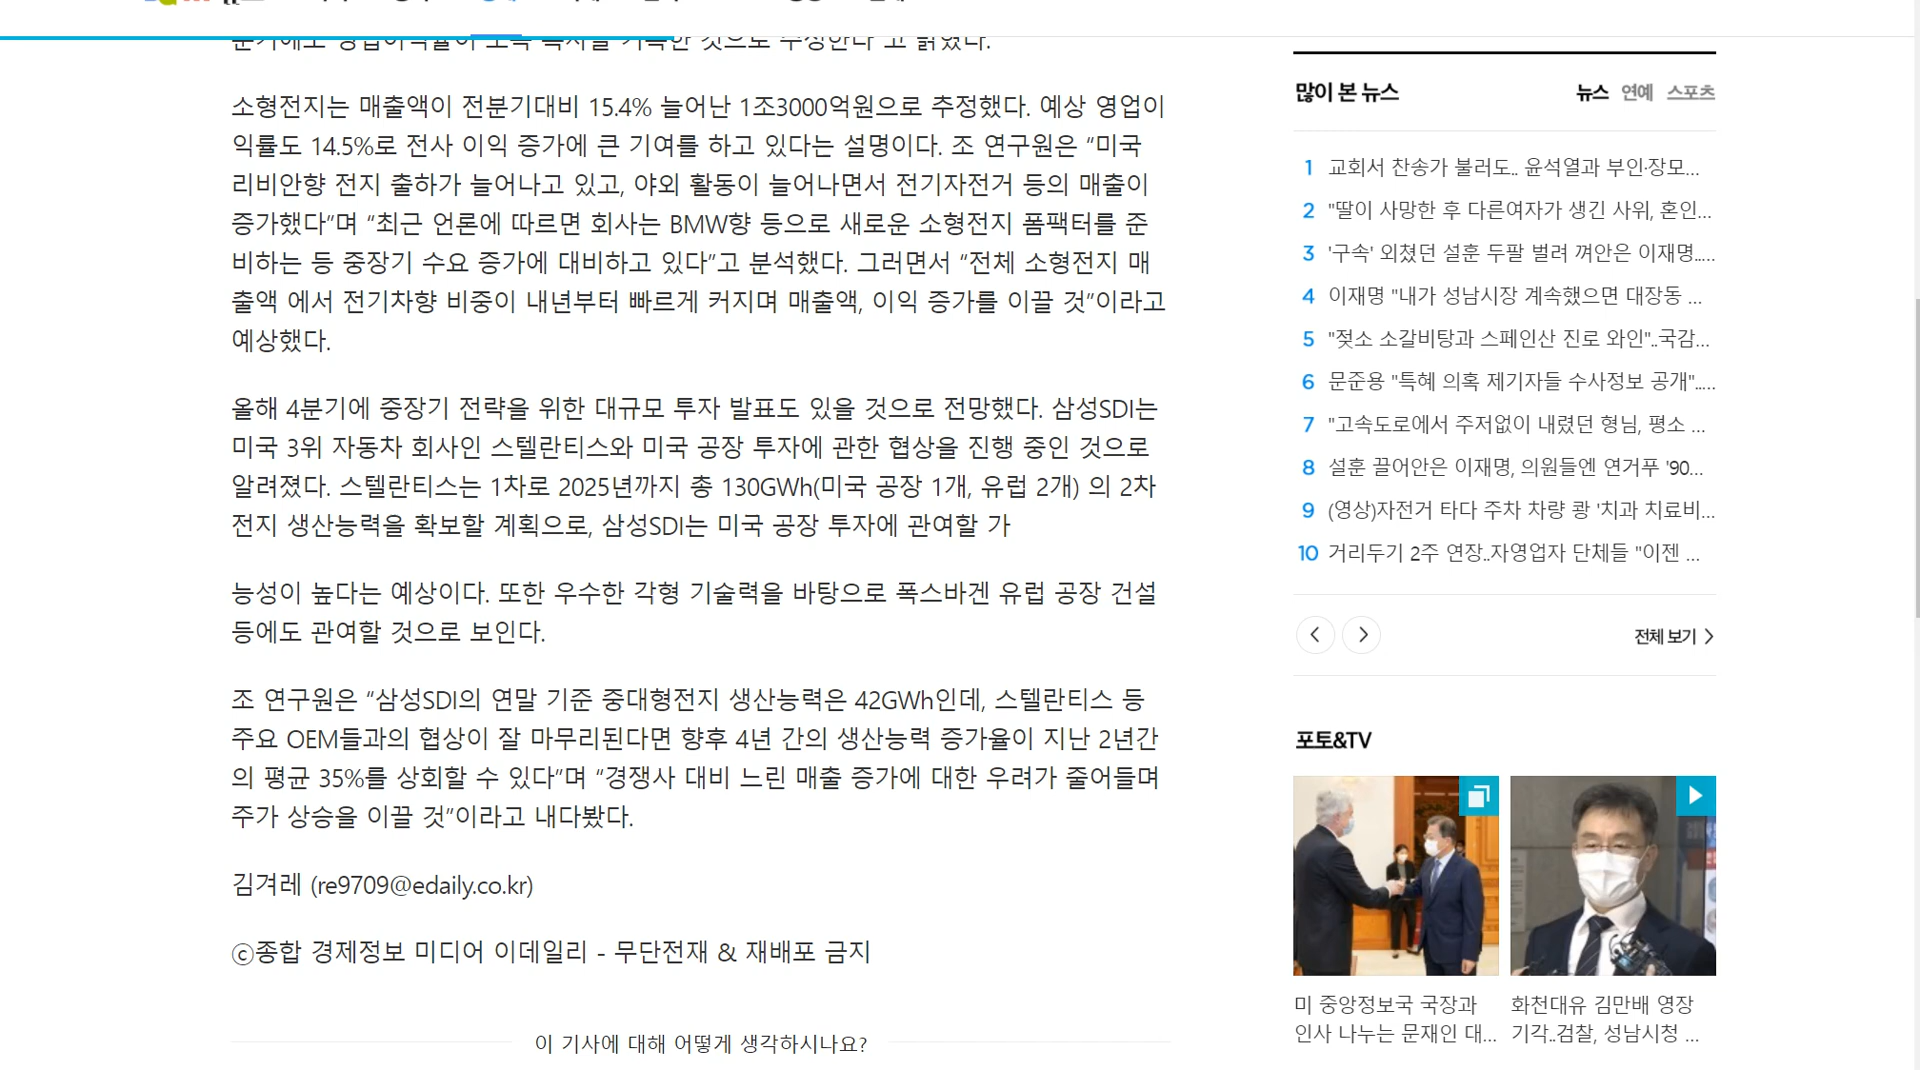 소형전지는 매출액이 전분기대비 15.4% 늘어난 1조3000억원으로 추정했다. 예상 영업이
익률도 14.5%로 전사 이익 증가에 큰 기여를 하고 있다는 설명이다. 조 연구원은 “미국
리비안향 전지 출하가 늘어나고 있고, 야외 활동이 늘어나면서 전기자전거 등의 매출이
증가했다”며 “최근 언론에 따르면 회사는 BMW향 등으로 새로운 소형전지 폼팩터를 준
비하는 등 중장기 수요 증가에 대비하고 있다”고 분석했다. 그러면서 “전체 소형전지 매
출액 에서 전기차향 비중이 내년부터 빠르게 커지며 매출액, 이익 증가를 이끌 것”이라고
예상했다.
올해 4분기에 중장기 전략을 위한 대규모 투자 발표도 있을 것으로 전망했다. 삼성SDI는
미국 3위 자동차 회사인 스텔란티스와 미국 공장 투자에 관한 협상을 진행 중인 것으로
알려졌다. 스텔란티스는 1차로 2025년까지 총 130GWh(미국 공장 1개, 유럽 2개) 의 2차
전지 생산능력을 확보할 계획으로, 삼성SDI는 미국 공장 투자에 관여할 가
능성이 높다는 예상이다. 또한 우수한 각형 기술력을 바탕으로 폭스바겐 유럽 공장 건설
등에도 관여할 것으로 보인다.
조 연구원은 “삼성SDI의 연말 기준 중대형전지 생산능력은 42GWh인데, 스텔란티스 등
주요 OEM들과의 협상이 잘 마무리된다면 향후 4년 간의 생산능력 증가율이 지난 2년간
의 평균 35%를 상회할 수 있다”며 “경쟁사 대비 느린 매출 증가에 대한 우려가 줄어들며
주가 상승을 이끌 것”이라고 내다봤다.
김겨레 (re9709@edaily.co.kr)
ⓒ종합 경제정보 미디어 이데일리 - 무단전재 & 재배포 금지
이 기사에 대해 어떻게 생각하시나요?
많이 본 뉴스 뉴스 연예 스포츠
1 교회서 찬송가 불러도.. 윤석열과 부인·장모...
2 "딸이 사망한 후 다른여자가 생긴 사위, 혼인...
3 '구속' 외쳤던 설훈 두팔 벌려 껴안은 이재명.....
4 이재명 "내가 성남시장 계속했으면 대장동 ...
5 "젖소 소갈비탕과 스페인산 진로 와인"..국감...
6 문준용 "특혜 의혹 제기자들 수사정보 공개".....
7 "고속도로에서 주저없이 내렸던 형님, 평소 ...
8 설훈 끌어안은 이재명, 의원들엔 연거푸 '90...
9 (영상)자전거 타다 주차 차량 쾅 '치과 치료비...
10 거리두기 2주 연장..자영업자 단체들 "이젠 ...
전체 보기
포토&TV
미 중앙정보국 국장과
인사 나누는 문재인 대...
화천대유 김만배 영장
기각..검찰, 성남시청 ...